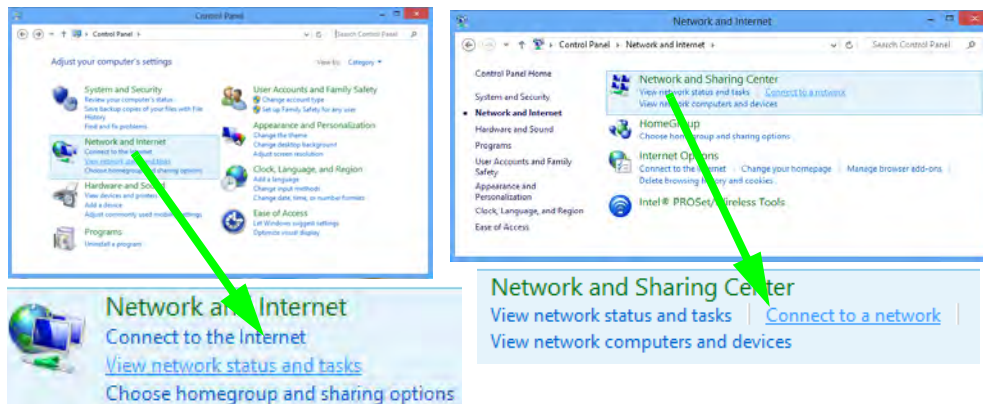 Control Panel
Control Panel
Search Control Panel
Adjust your computer's settings
View by: Category
System and Security
Review your computer's status
Save backup copies of your files with File
History
Find and fix problems
Network and Internet
Connect to the Internet
View network status and tasks
Choose homegroup and sharing options
Hardware and Sound
View devices and printers
Add a device
Adjust commonly used mobility settings
Programs
Uninstall a program
User Accounts and Family Safety
Change account type
Set up Family Safety for any user
Appearance and Personalization
Change the theme
Change desktop background
Adjust screen resolution
Clock, Language, and Region
Add a language
Change input methods
Change date, time, or number formats
Ease of Access
Let Windows suggest settings
Optimize visual display
Network and Internet
Control Panel Network and Internet
Search Control Panel
Control Panel Home
System and Security
Network and Internet
Hardware and Sound
Programs
User Accounts and Family
Safety
Appearance and
Personalization
Clock, Language, and Region
Ease of Access
Network and Sharing Center
View network status and tasks Connect to a network
View network computers and devices
HomeGroup
Choose homegroup and sharing options
Internet Options
Connect to the Internet Change your homepage Manage browser add-ons
Delete browsing history and cookies
Intel® PROSet/Wireless Tools
Network and Internet
Connect to the Internet
View network status and tasks
Choose homegroup and sharing options
Network and Sharing Center
View network status and tasks Connect to a network
View network computers and devices